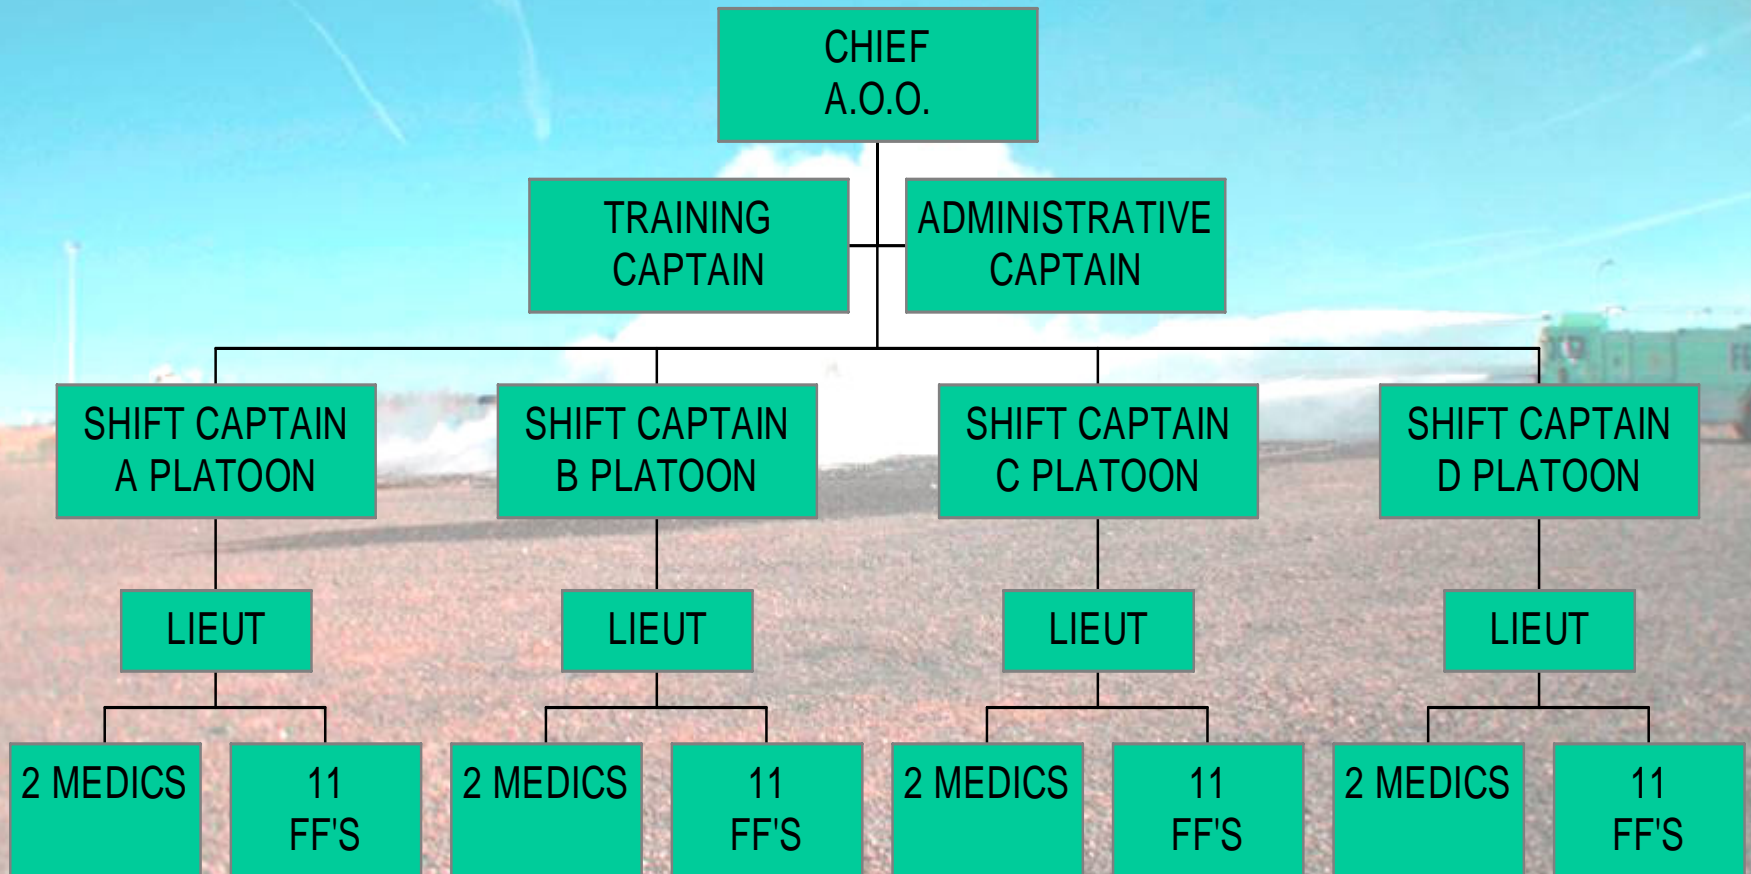 CHIEF
A.O.O.
TRAINING
CAPTAIN
ADMINISTRATIVE
CAPTAIN
SHIFT CAPTAIN
A PLATOON
SHIFT CAPTAIN
B PLATOON
SHIFT CAPTAIN
C PLATOON
SHIFT CAPTAIN
D PLATOON
LIEUT
LIEUT
LIEUT
LIEUT
2 MEDICS
11
FF'S
2 MEDICS
11
FF'S
2 MEDICS
11
FF'S
2 MEDICS
11
FF'S